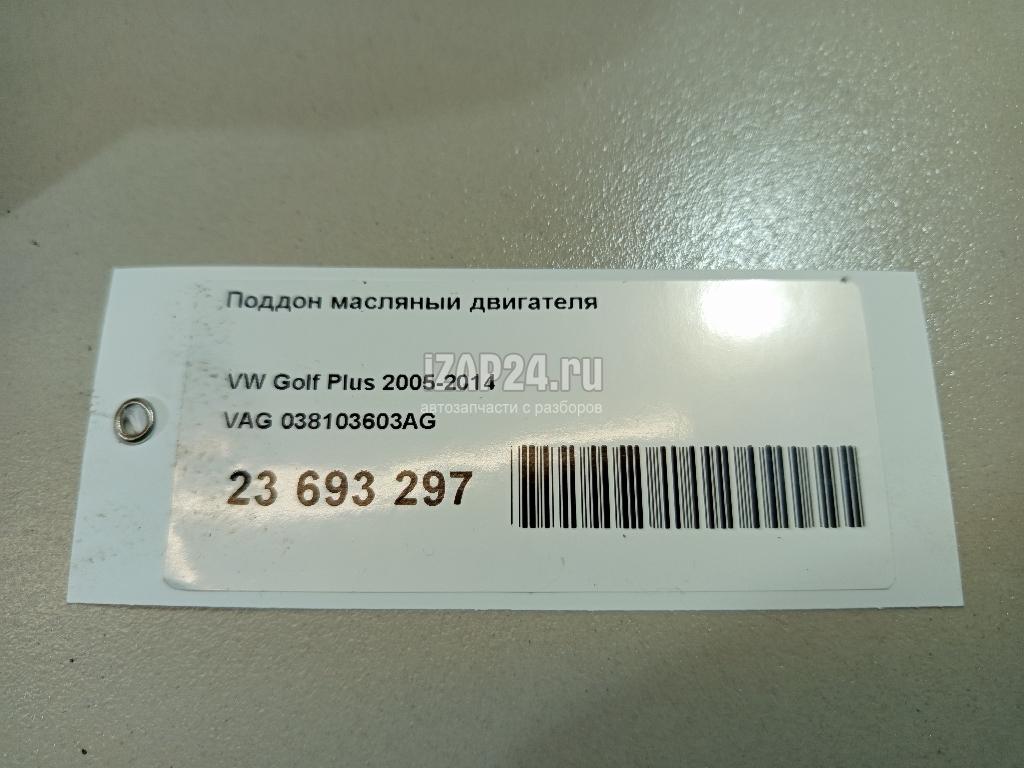 Поддон масляный двигателя
iZAP24.ru
VW Golf Plus 2005-2014
автозапчасти с разборов
VAG 038103603AG
23 693 297